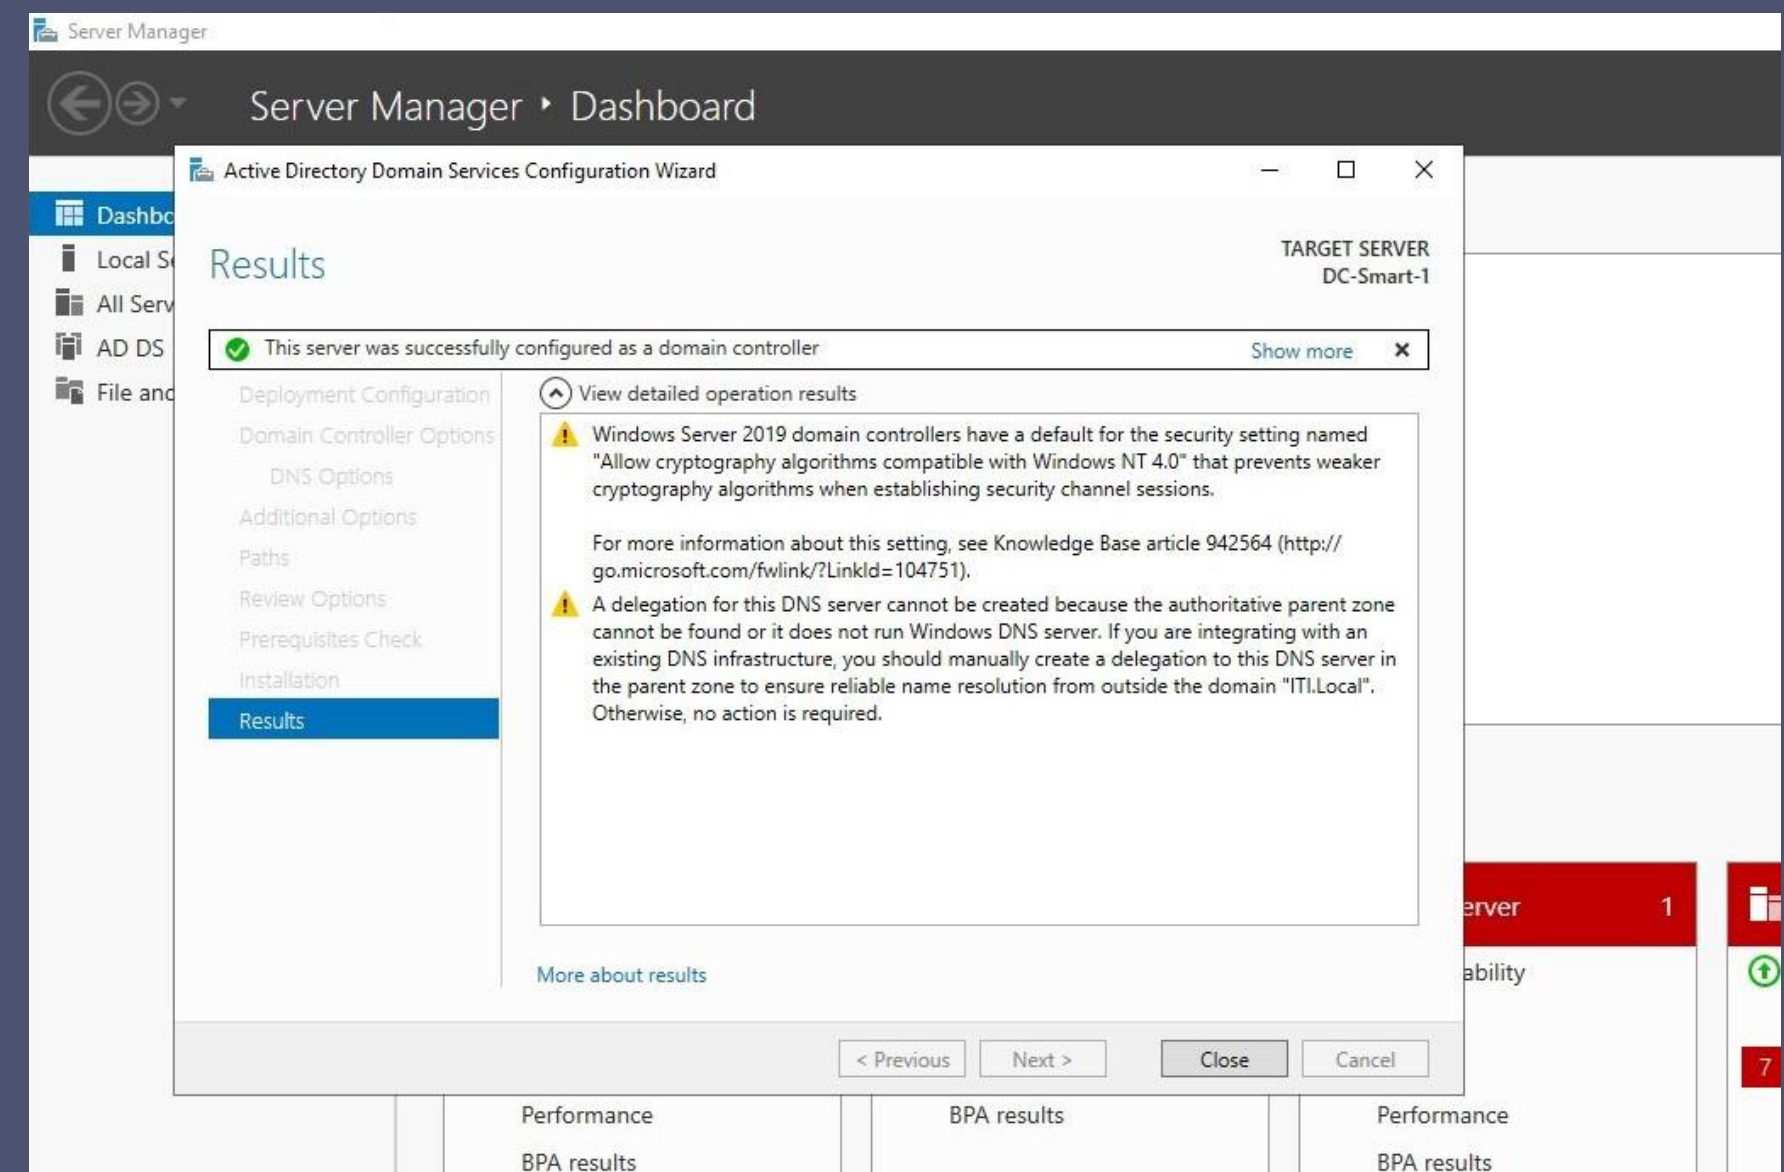 Server Manager
Server Manager ‣ Dashboard
Active Directory Domain Services Configuration Wizard
Dashbc
Local Se
All Serv
AD DS
File and
Results
TARGET SERVER
DC-Smart-1
This server was successfully configured as a domain controller
Show more
Deployment Configuration
Domain Controller Options
DNS Options
Additional Options
Paths
Review Options
Prerequisites Check
Installation
Results
View detailed operation results
Windows Server 2019 domain controllers have a default for the security setting named
"Allow cryptography algorithms compatible with Windows NT 4.0" that prevents weaker
cryptography algorithms when establishing security channel sessions.
For more information about this setting, see Knowledge Base article 942564 (http://
go.microsoft.com/fwlink/?LinkId=104751).
A delegation for this DNS server cannot be created because the authoritative parent zone
cannot be found or it does not run Windows DNS server. If you are integrating with an
existing DNS infrastructure, you should manually create a delegation to this DNS server in
the parent zone to ensure reliable name resolution from outside the domain "ITI.Local".
Otherwise, no action is required.
More about results
< Previous
Next >
Close
Cancel
erver 1
ability
7
Performance
BPA results
BPA results
Performance
BPA results